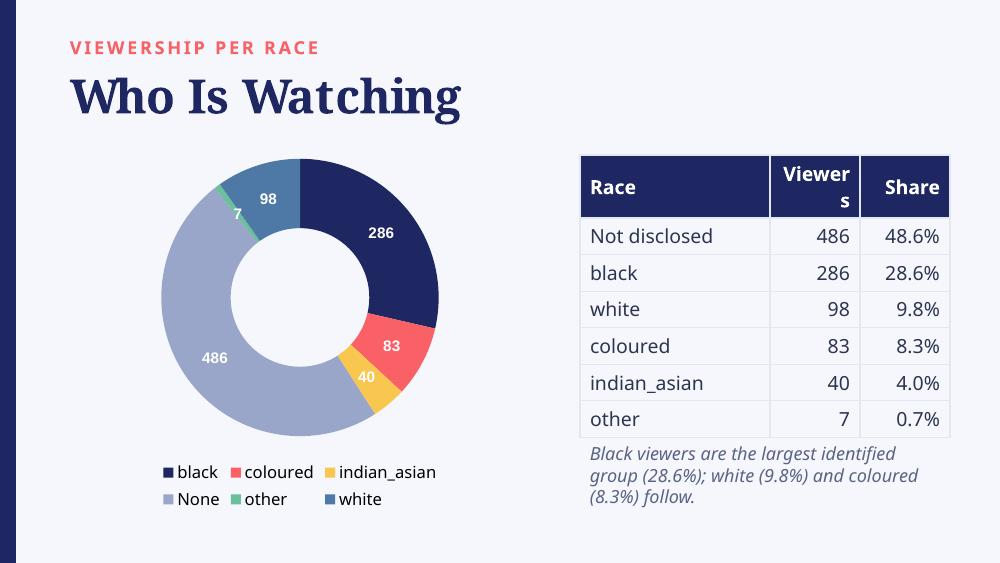 VIEWERSHIP PER RACE
Who Is Watching
98
7
286
83
40
486
black coloured indian_asian
None other white
Race Viewer
s Share
Not disclosed 486 48.6%
black 286 28.6%
white 98 9.8%
coloured 83 8.3%
indian_asian 40 4.0%
other 7 0.7%
Black viewers are the largest identified
group (28.6%); white (9.8%) and coloured
(8.3%) follow.